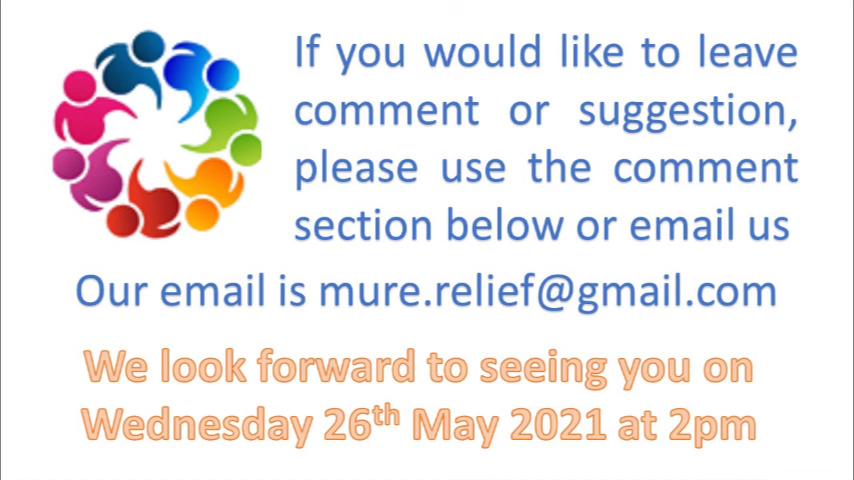 If you would like to leave
comment or suggestion,
please use the comment
section below or email us
Our email is mure.relief@gmail.com
We look forward to seeing you on
Wednesday 26th May 2021 at 2pm